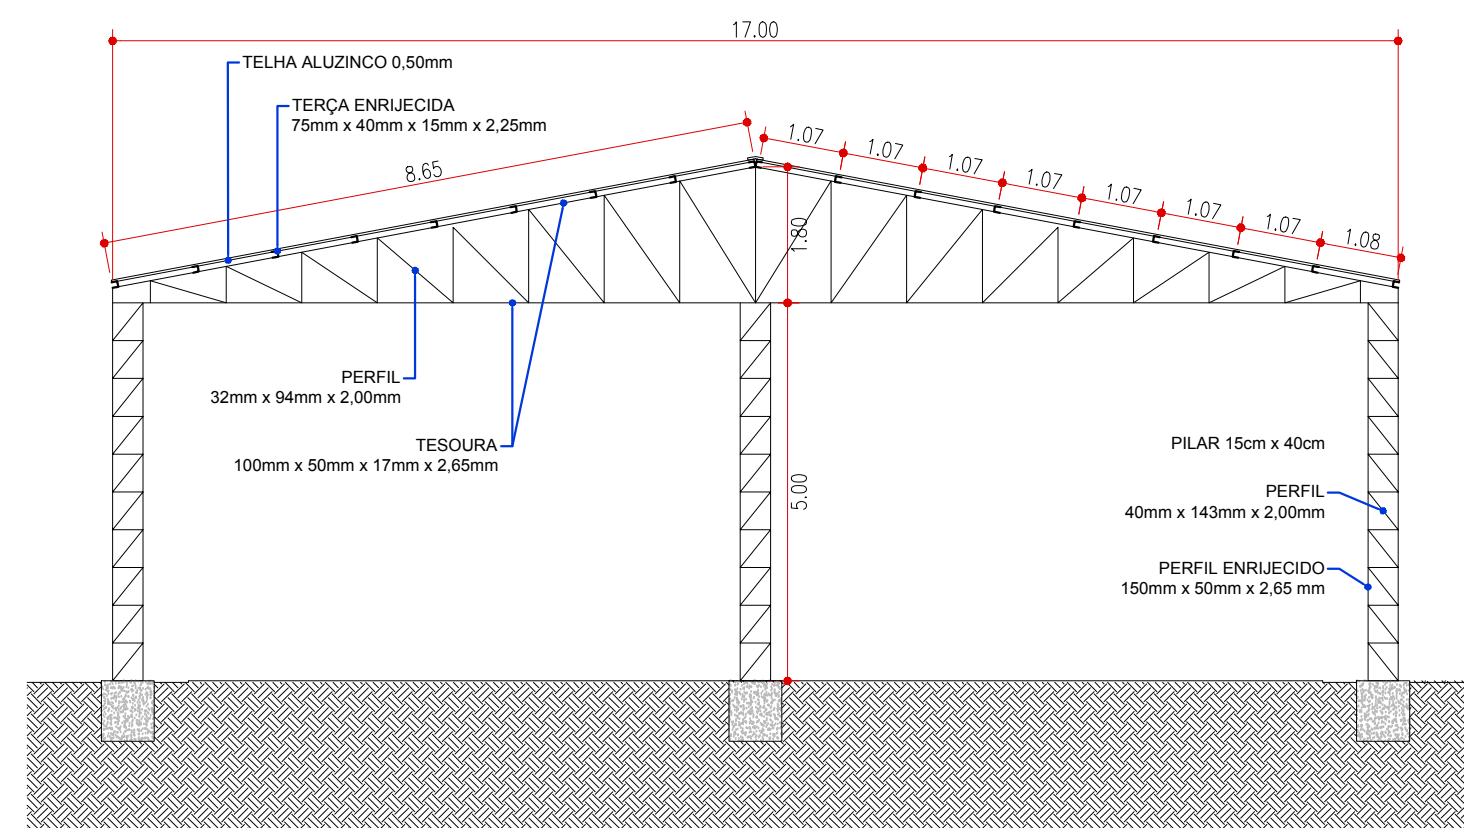 17.00
TELHA ALUZINCO 0,50mm
TERÇA ENRIJECIDA
75mm x 40mm x 15mm x 2,25mm
8.65
1.07
1.07
1.07
1.07
1.07
1.07
1.07
1.08
1.80
PERFIL
32mm x 94mm x 2,00mm
TESOURA
100mm x 50mm x 17mm x 2,65mm
5.00
PILAR 15cm x 40cm
PERFIL
40mm x 143mm x 2,00mm
PERFIL ENRIJECIDO
150mm x 50mm x 2,65 mm